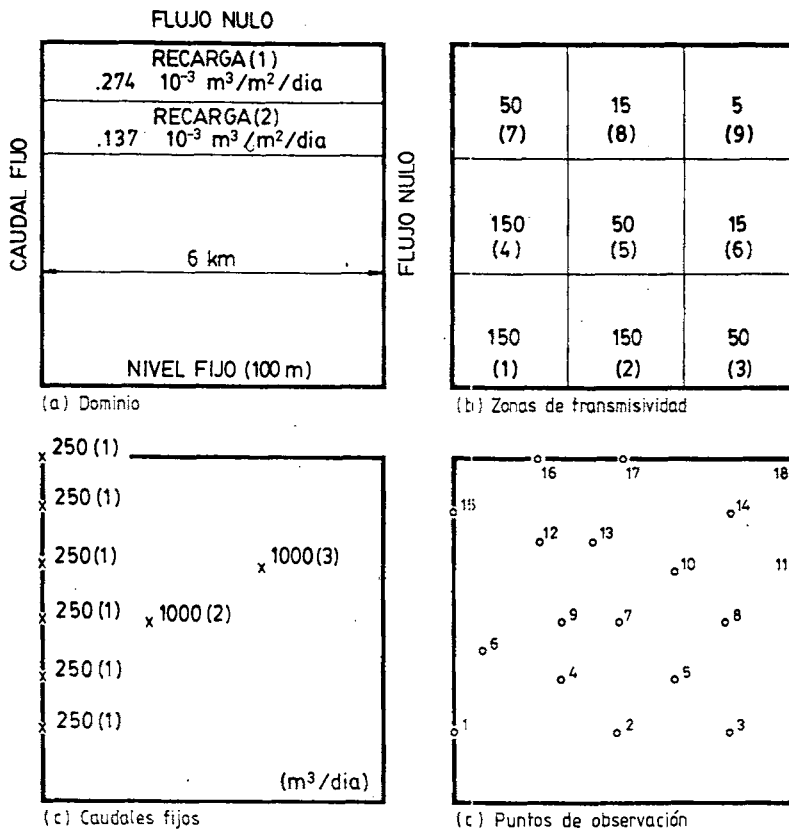 FLUJO NULO
RECARGA (1)
.274 10⁻³ m³/m²/dia
RECARGA (2)
.137 10⁻³ m³/m²/dia
CAUDAL FIJO
FLUJO NULO
6 km
NIVEL FIJO (100 m)
(a) Dominio
50 15 5
(7) (8) (9)
150 50 15
(4) (5) (6)
150 150 50
(1) (2) (3)
(b) Zonas de transmisividad
250 (1)
250 (1)
250 (1) 1000 (3)
250 (1) 1000 (2)
250 (1)
250 (1)
(m³/dia)
(c) Caudales fijos
16 17 18
15 14
12 13
10 11
9 7 8
6
4 5
1 2 3
(c) Puntos de observación